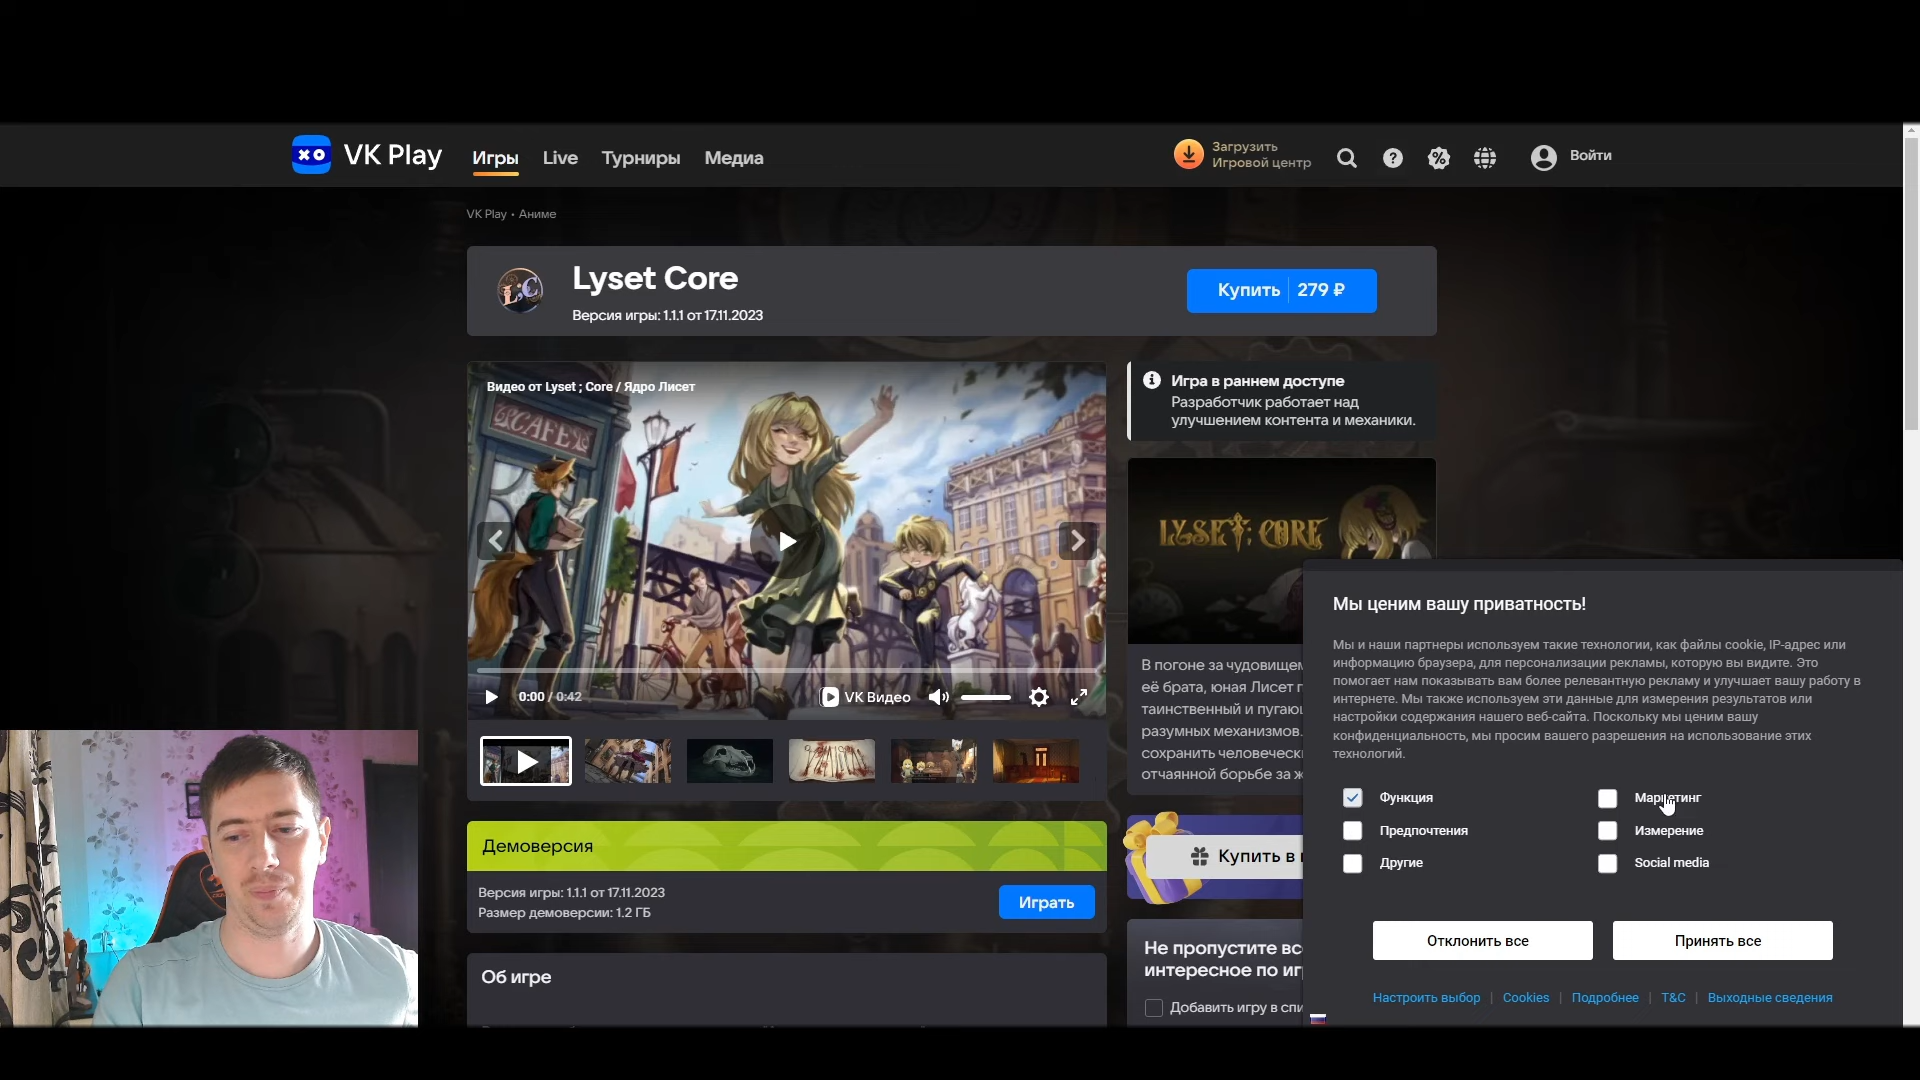 VK Play
Игры
Live
Турниры
Медиа
Загрузить
Игровой центр
Войти
VK Play • Аниме
Lyset Core
Версия игры: 1.1.1 от 17.11.2023
Купить 279 ₽
Видео от Lyset ; Core / Ядро Лисет
CAFE
0:00 / 0:42
VK Видео
Игра в раннем доступе
Разработчик работает над
улучшением контента и механики.
LYSET; CORE
В погоне за чудовищем
её брата, юная Лисет
таинственный и
разумных механизмов.
сохранить
отчаянной борьбе за
Демоверсия
Версия игры: 1.1.1 от 17.11.2023
Размер демоверсии: 1.2 ГБ
Играть
Купить в
Об игре
Не пропустите
интересное по
Добавить игру в
Мы ценим вашу приватность!
Мы и наши партнеры используем такие технологии, как файлы cookie, IP-адрес или
информацию браузера, для персонализации рекламы, которую вы видите. Это
помогает нам показывать вам более релевантную рекламу и улучшает вашу работу в
интернете. Мы также используем эти данные для измерения результатов или
настройки содержания нашего веб-сайта. Поскольку мы ценим вашу
конфиденциальность, мы просим вашего разрешения на использование этих
технологий.
Функция
Маркетинг
Предпочтения
Измерение
Другие
Social media
Отклонить все
Принять все
Настроить выбор | Cookies | Подробнее | T&C | Выходные сведения